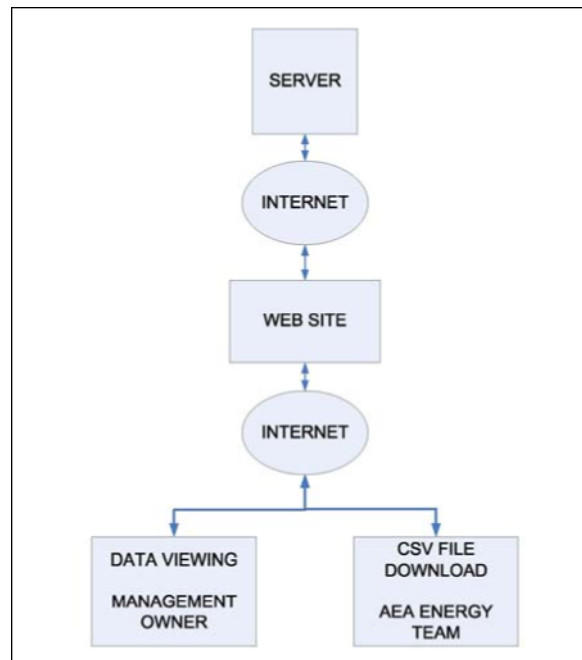 SERVER
INTERNET
WEB SITE
INTERNET
DATA VIEWING
MANAGEMENT
OWNER
CSV FILE
DOWNLOAD
AEA ENERGY
TEAM